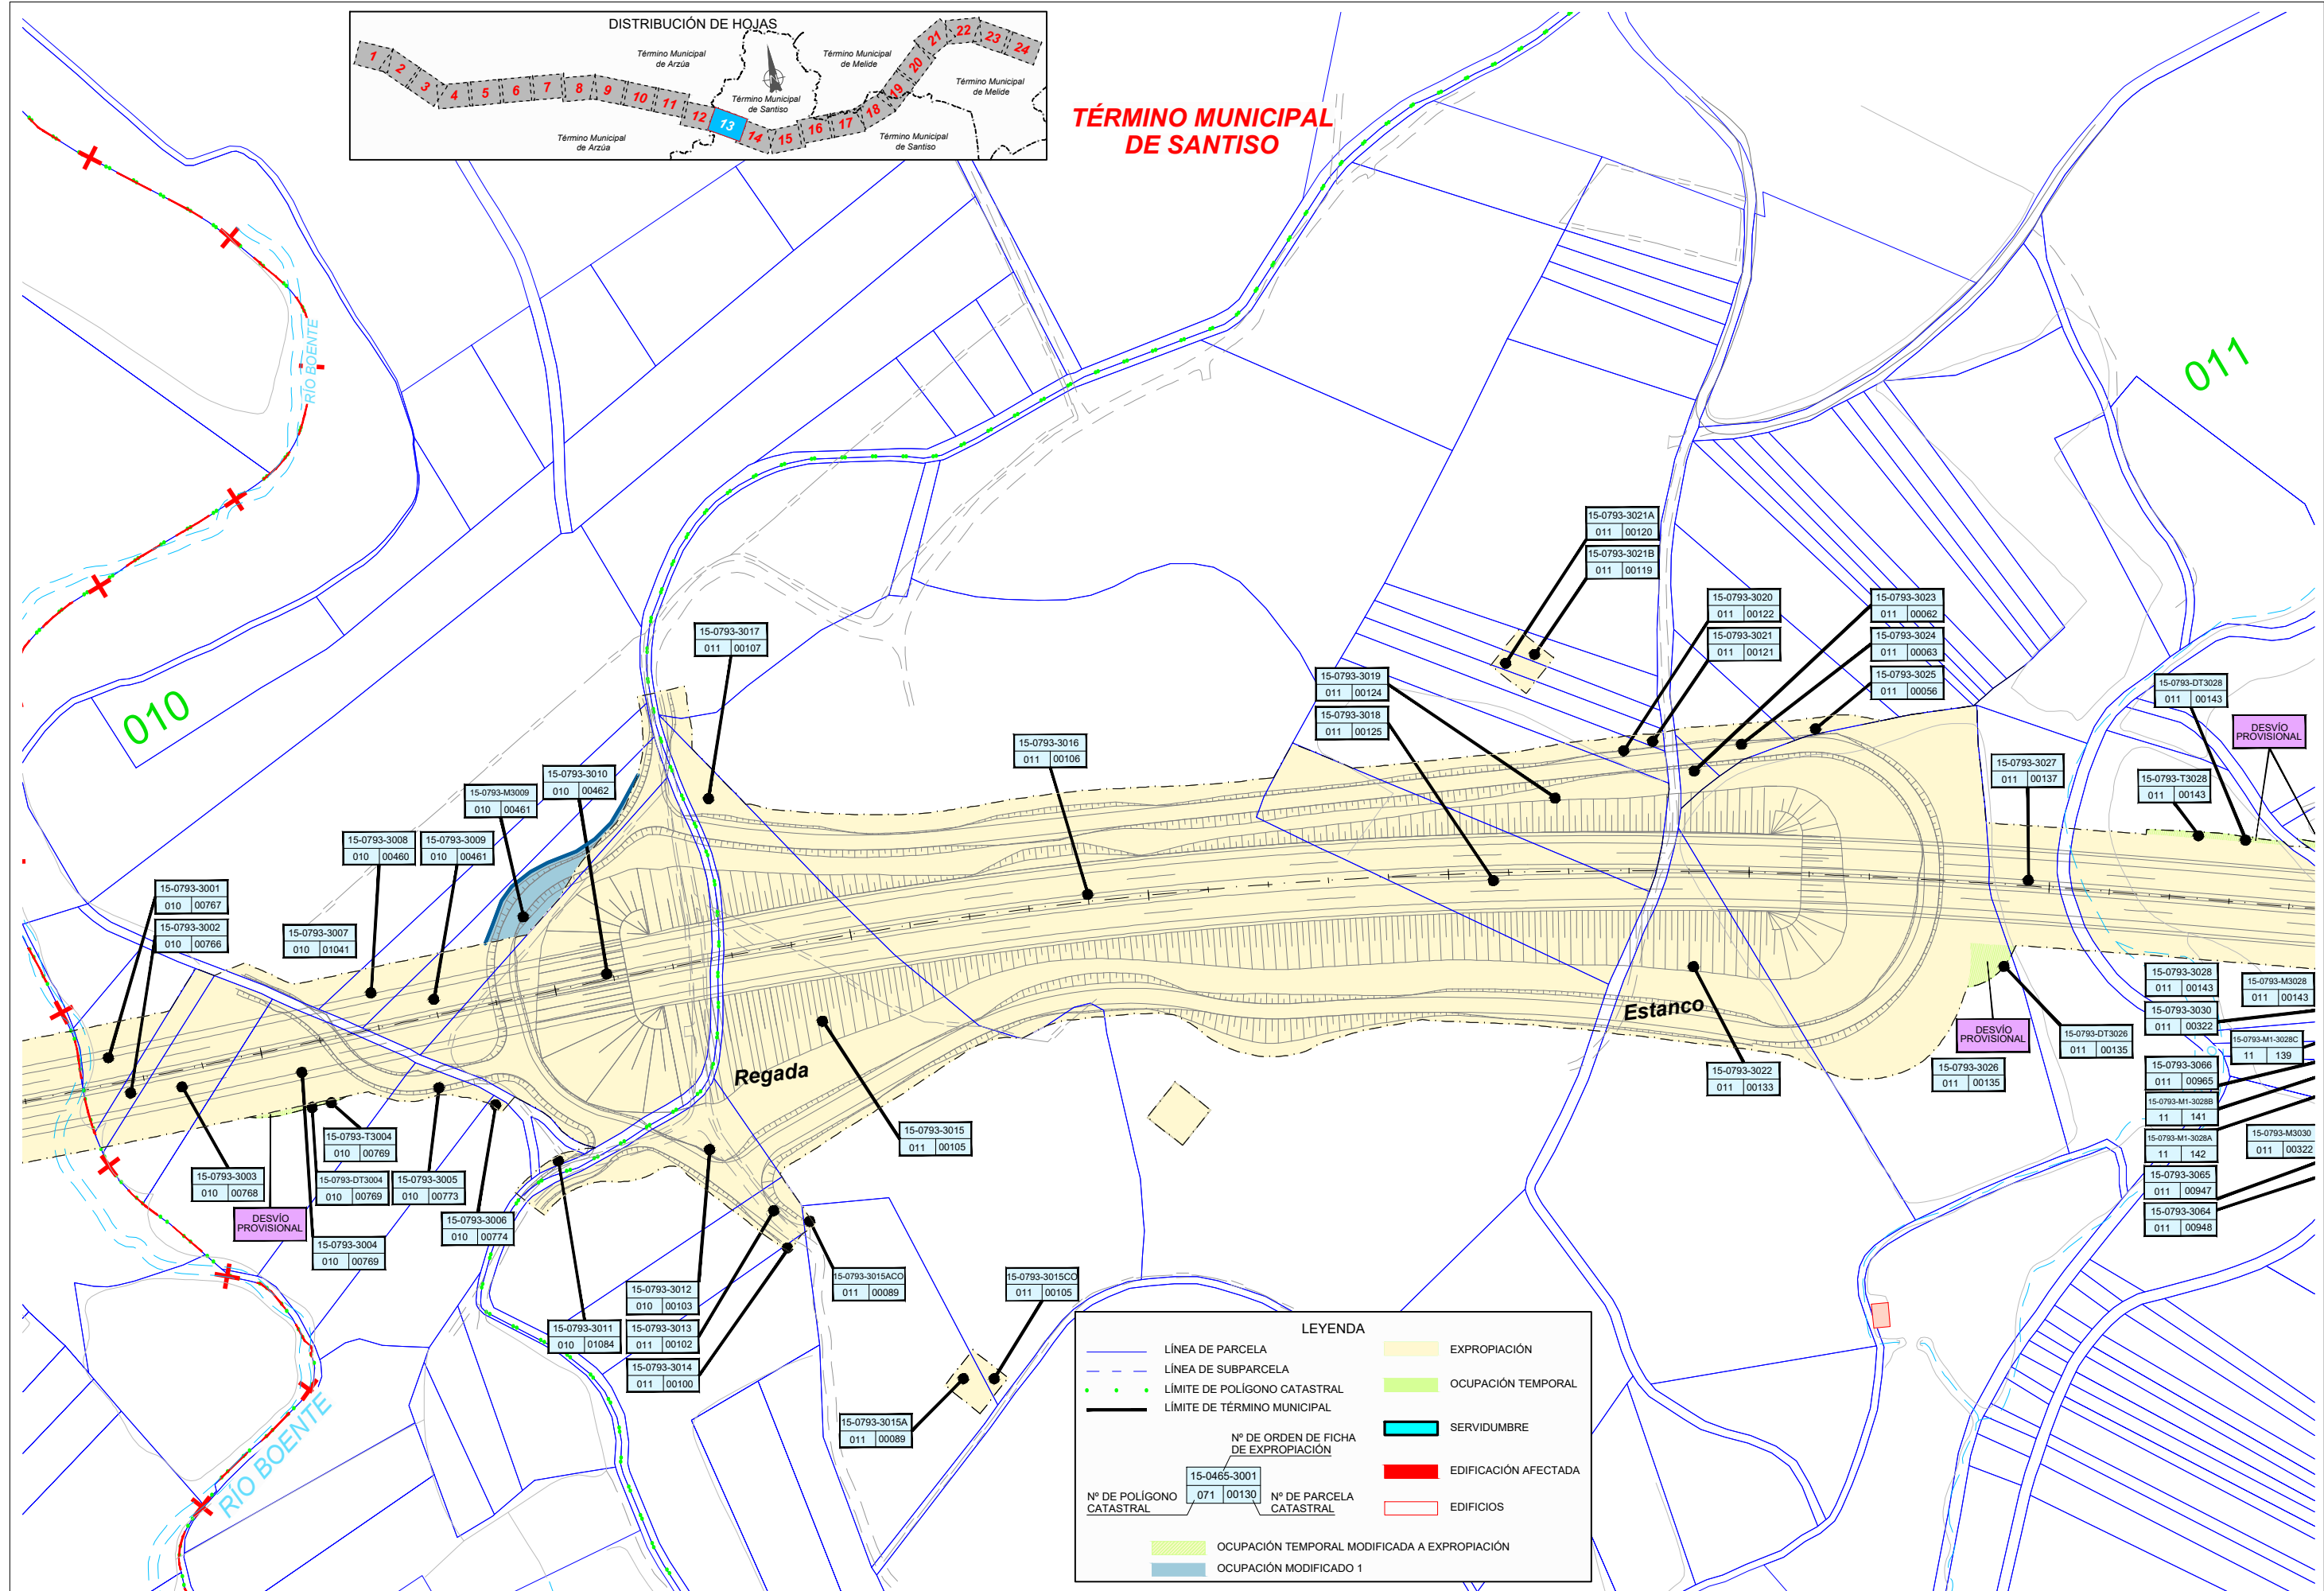 DISTRIBUCIÓN DE HOJAS
1
2
3
4
5
6
7
8
9
10
11
12
13
14
15
16
17
18
19
20
21
22
23
24
Término Municipal
de Arzúa
Término Municipal
de Melide
Término Municipal
de Santiso
Término Municipal
de Melide
Término Municipal
de Arzúa
Término Municipal
de Santiso
TÉRMINO MUNICIPAL
DE SANTISO
RÍO BOENTE
011
010
15-0793-3021A
011 00120
15-0793-3021B
011 00119
15-0793-3020
011 00122
15-0793-3021
011 00121
15-0793-3023
011 00062
15-0793-3024
011 00063
15-0793-3025
011 00056
15-0793-3017
011 00107
15-0793-3019
011 00124
15-0793-3018
011 00125
15-0793-DT3028
011 00143
DESVÍO
PROVISIONAL
15-0793-3016
011 00106
15-0793-3027
011 00137
15-0793-T3028
011 00143
15-0793-3010
010 00462
15-0793-M3009
010 00461
15-0793-3008
010 00460
15-0793-3009
010 00461
15-0793-3001
010 00767
15-0793-3002
010 00766
15-0793-3007
010 01041
15-0793-3028
011 00143
15-0793-M3028
011 00143
15-0793-3030
011 00322
15-0793-M1-3028C
11 139
15-0793-3066
011 00965
15-0793-M1-3028B
11 141
15-0793-M1-3028A
11 142
15-0793-M3030
011 00322
15-0793-3065
011 00947
15-0793-3064
011 00948
Estanco
DESVÍO
PROVISIONAL
15-0793-DT3026
011 00135
15-0793-3026
011 00135
15-0793-3022
011 00133
Regada
15-0793-3015
011 00105
15-0793-T3004
010 00769
15-0793-3003
010 00768
15-0793-DT3004
010 00769
15-0793-3005
010 00773
DESVÍO
PROVISIONAL
15-0793-3006
010 00774
15-0793-3004
010 00769
15-0793-3012
010 00103
15-0793-3011
010 01084
15-0793-3013
011 00102
15-0793-3014
011 00100
15-0793-3015ACO
011 00089
15-0793-3015CO
011 00105
15-0793-3015A
011 00089
RÍO BOENTE
LEYENDA
LÍNEA DE PARCELA
LÍNEA DE SUBPARCELA
LÍMITE DE POLÍGONO CATASTRAL
LÍMITE DE TÉRMINO MUNICIPAL
EXPROPIACIÓN
OCUPACIÓN TEMPORAL
SERVIDUMBRE
EDIFICACIÓN AFECTADA
EDIFICIOS
Nº DE ORDEN DE FICHA
DE EXPROPIACIÓN
15-0465-3001
071 00130
Nº DE POLÍGONO
CATASTRAL
Nº DE PARCELA
CATASTRAL
OCUPACIÓN TEMPORAL MODIFICADA A EXPROPIACIÓN
OCUPACIÓN MODIFICADO 1